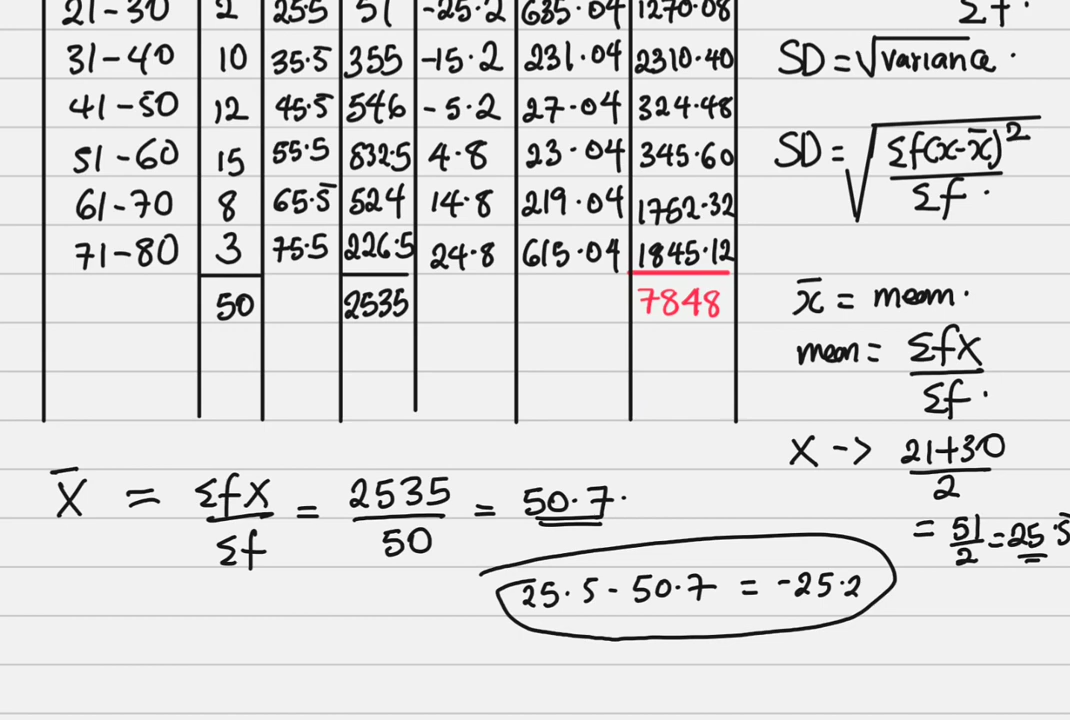 21-30 2 25.5 51 -25.2 635.04 1270.08
31-40 10 35.5 355 -15.2 231.04 2310.40
41-50 12 45.5 546 -5.2 27.04 324.48
51-60 15 55.5 832.5 4.8 23.04 345.60
61-70 8 65.5 524 14.8 219.04 1752.32
71-80 3 75.5 226.5 24.8 615.04 1845.12
50 2535 7848
Σf.
SD = √variance.
SD = √Σf(x-x̄)²
Σf.
x̄ = mean.
mean = Σfx
Σf.
X -> 21+30
2
= 51/2 = 25.5
X̄ = Σfx/Σf = 2535/50 = 50.7.
25.5 - 50.7 = -25.2